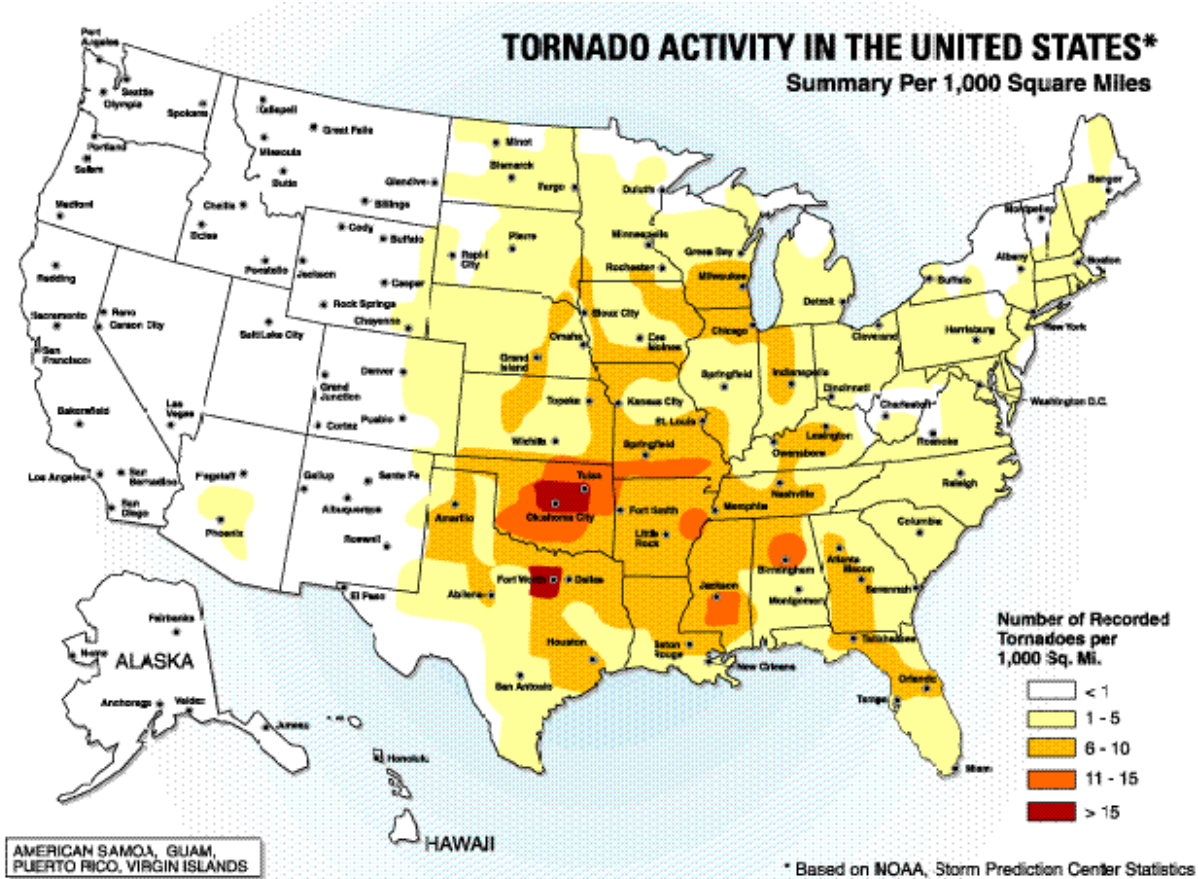 TORNADO ACTIVITY IN THE UNITED STATES*
Summary Per 1,000 Square Miles
Port Angeles
Seattle
Olympia
Spokane
Portland
Salem
Medford
Kalispell
Great Falls
Missoula
Butte
Glendive
Billings
Challis
Boise
Pocatello
Jackson
Cody
Buffalo
Casper
Rock Springs
Cheyenne
Redding
Sacramento
San Francisco
Reno
Carson City
Salt Lake City
Bakersfield
Las Vegas
Los Angeles
San Bernadino
San Diego
Denver
Grand Junction
Pueblo
Cortez
Flagstaff
Phoenix
Gallup
Santa Fe
Albuquerque
Roswell
El Paso
Minot
Bismarck
Fargo
Pierre
Rapid City
Duluth
Minneapolis
Rochester
Green Bay
Milwaukee
Sioux City
Des Moines
Omaha
Grand Island
Topeka
Wichita
Kansas City
St. Louis
Springfield
Chicago
Springfield
Indianapolis
Detroit
Cleveland
Cincinnati
Charleston
Roanoke
Lexington
Owensboro
Nashville
Memphis
Tulsa
Oklahoma City
Amarillo
Fort Smith
Little Rock
Fort Worth
Dallas
Abilene
Houston
San Antonio
Baton Rouge
New Orleans
Jackson
Birmingham
Montgomery
Atlanta
Macon
Savannah
Columbia
Raleigh
Tallahassee
Orlando
Tampa
Miami
Bangor
Montpelier
Albany
Boston
Buffalo
New York
Harrisburg
Washington D.C.
Fairbanks
Nome
ALASKA
Anchorage
Valdez
Juneau
Honolulu
HAWAII
AMERICAN SAMOA, GUAM,
PUERTO RICO, VIRGIN ISLANDS
Number of Recorded
Tornadoes per
1,000 Sq. Mi.
< 1
1 - 5
6 - 10
11 - 15
> 15
* Based on NOAA, Storm Prediction Center Statistics